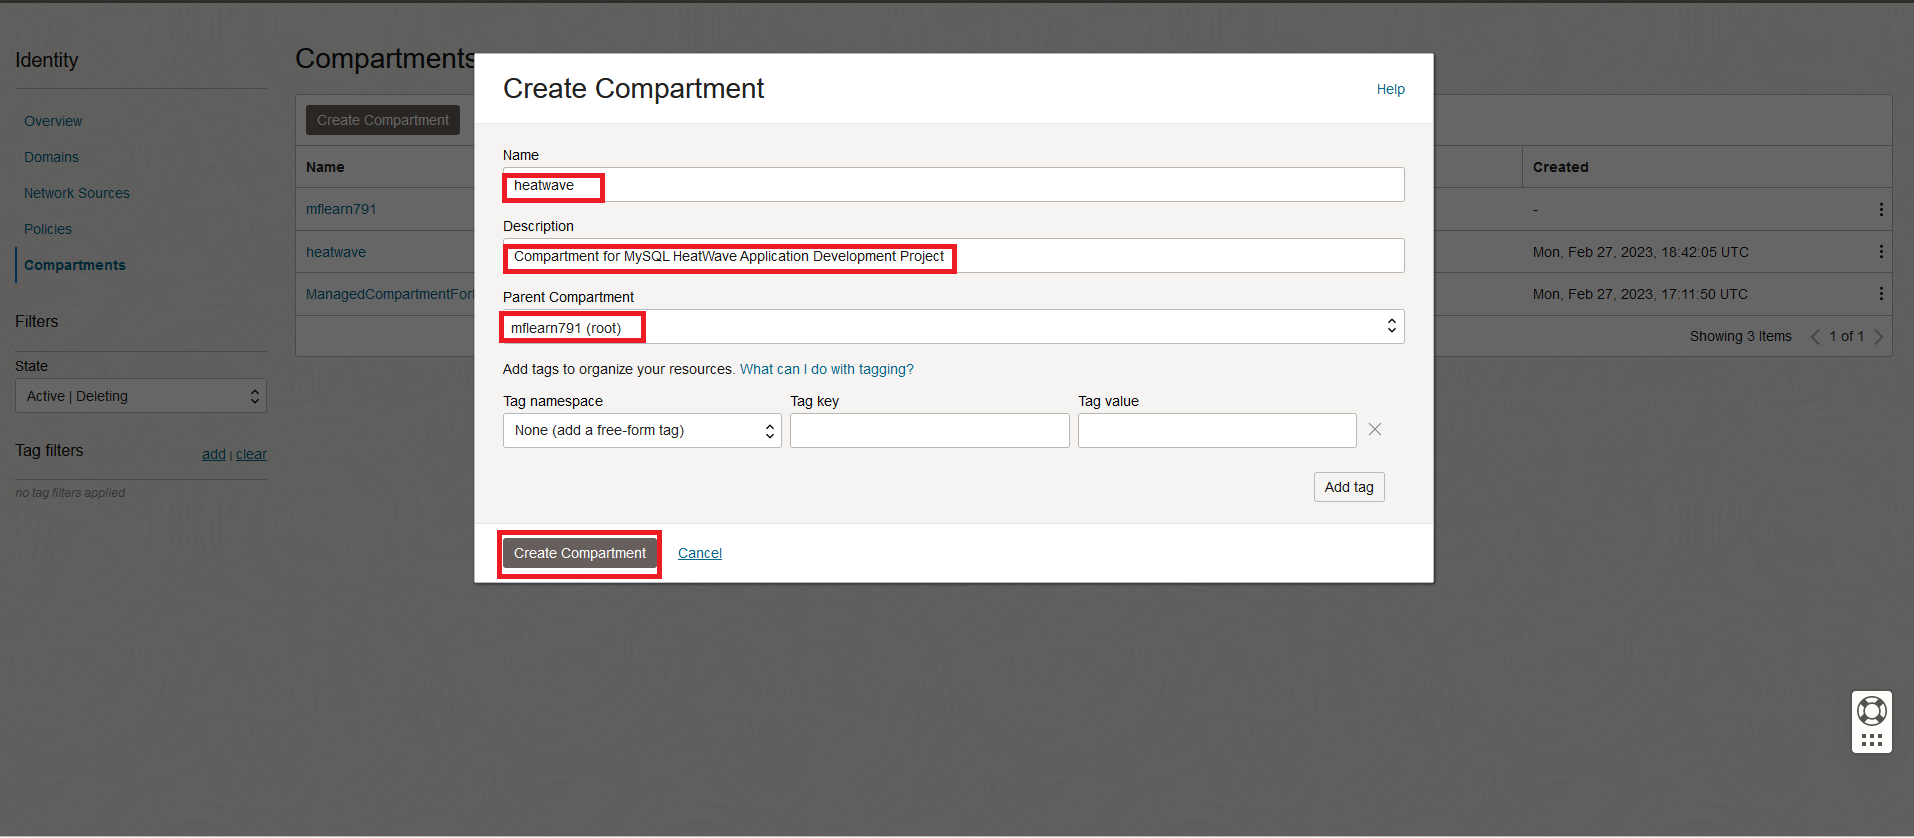 Identity
Overview
Domains
Network Sources
Policies
Compartments
Filters
State
Active | Deleting
Tag filters add | clear
no tag filters applied
Compartments
Create Compartment
Name Created
mflearn791 -
heatwave Mon, Feb 27, 2023, 18:42:05 UTC
ManagedCompartmentForI Mon, Feb 27, 2023, 17:11:50 UTC
Showing 3 Items 1 of 1
Create Compartment Help
Name
heatwave
Description
Compartment for MySQL HeatWave Application Development Project
Parent Compartment
mflearn791 (root)
Add tags to organize your resources. What can I do with tagging?
Tag namespace Tag key Tag value
None (add a free-form tag)
Add tag
Create Compartment Cancel